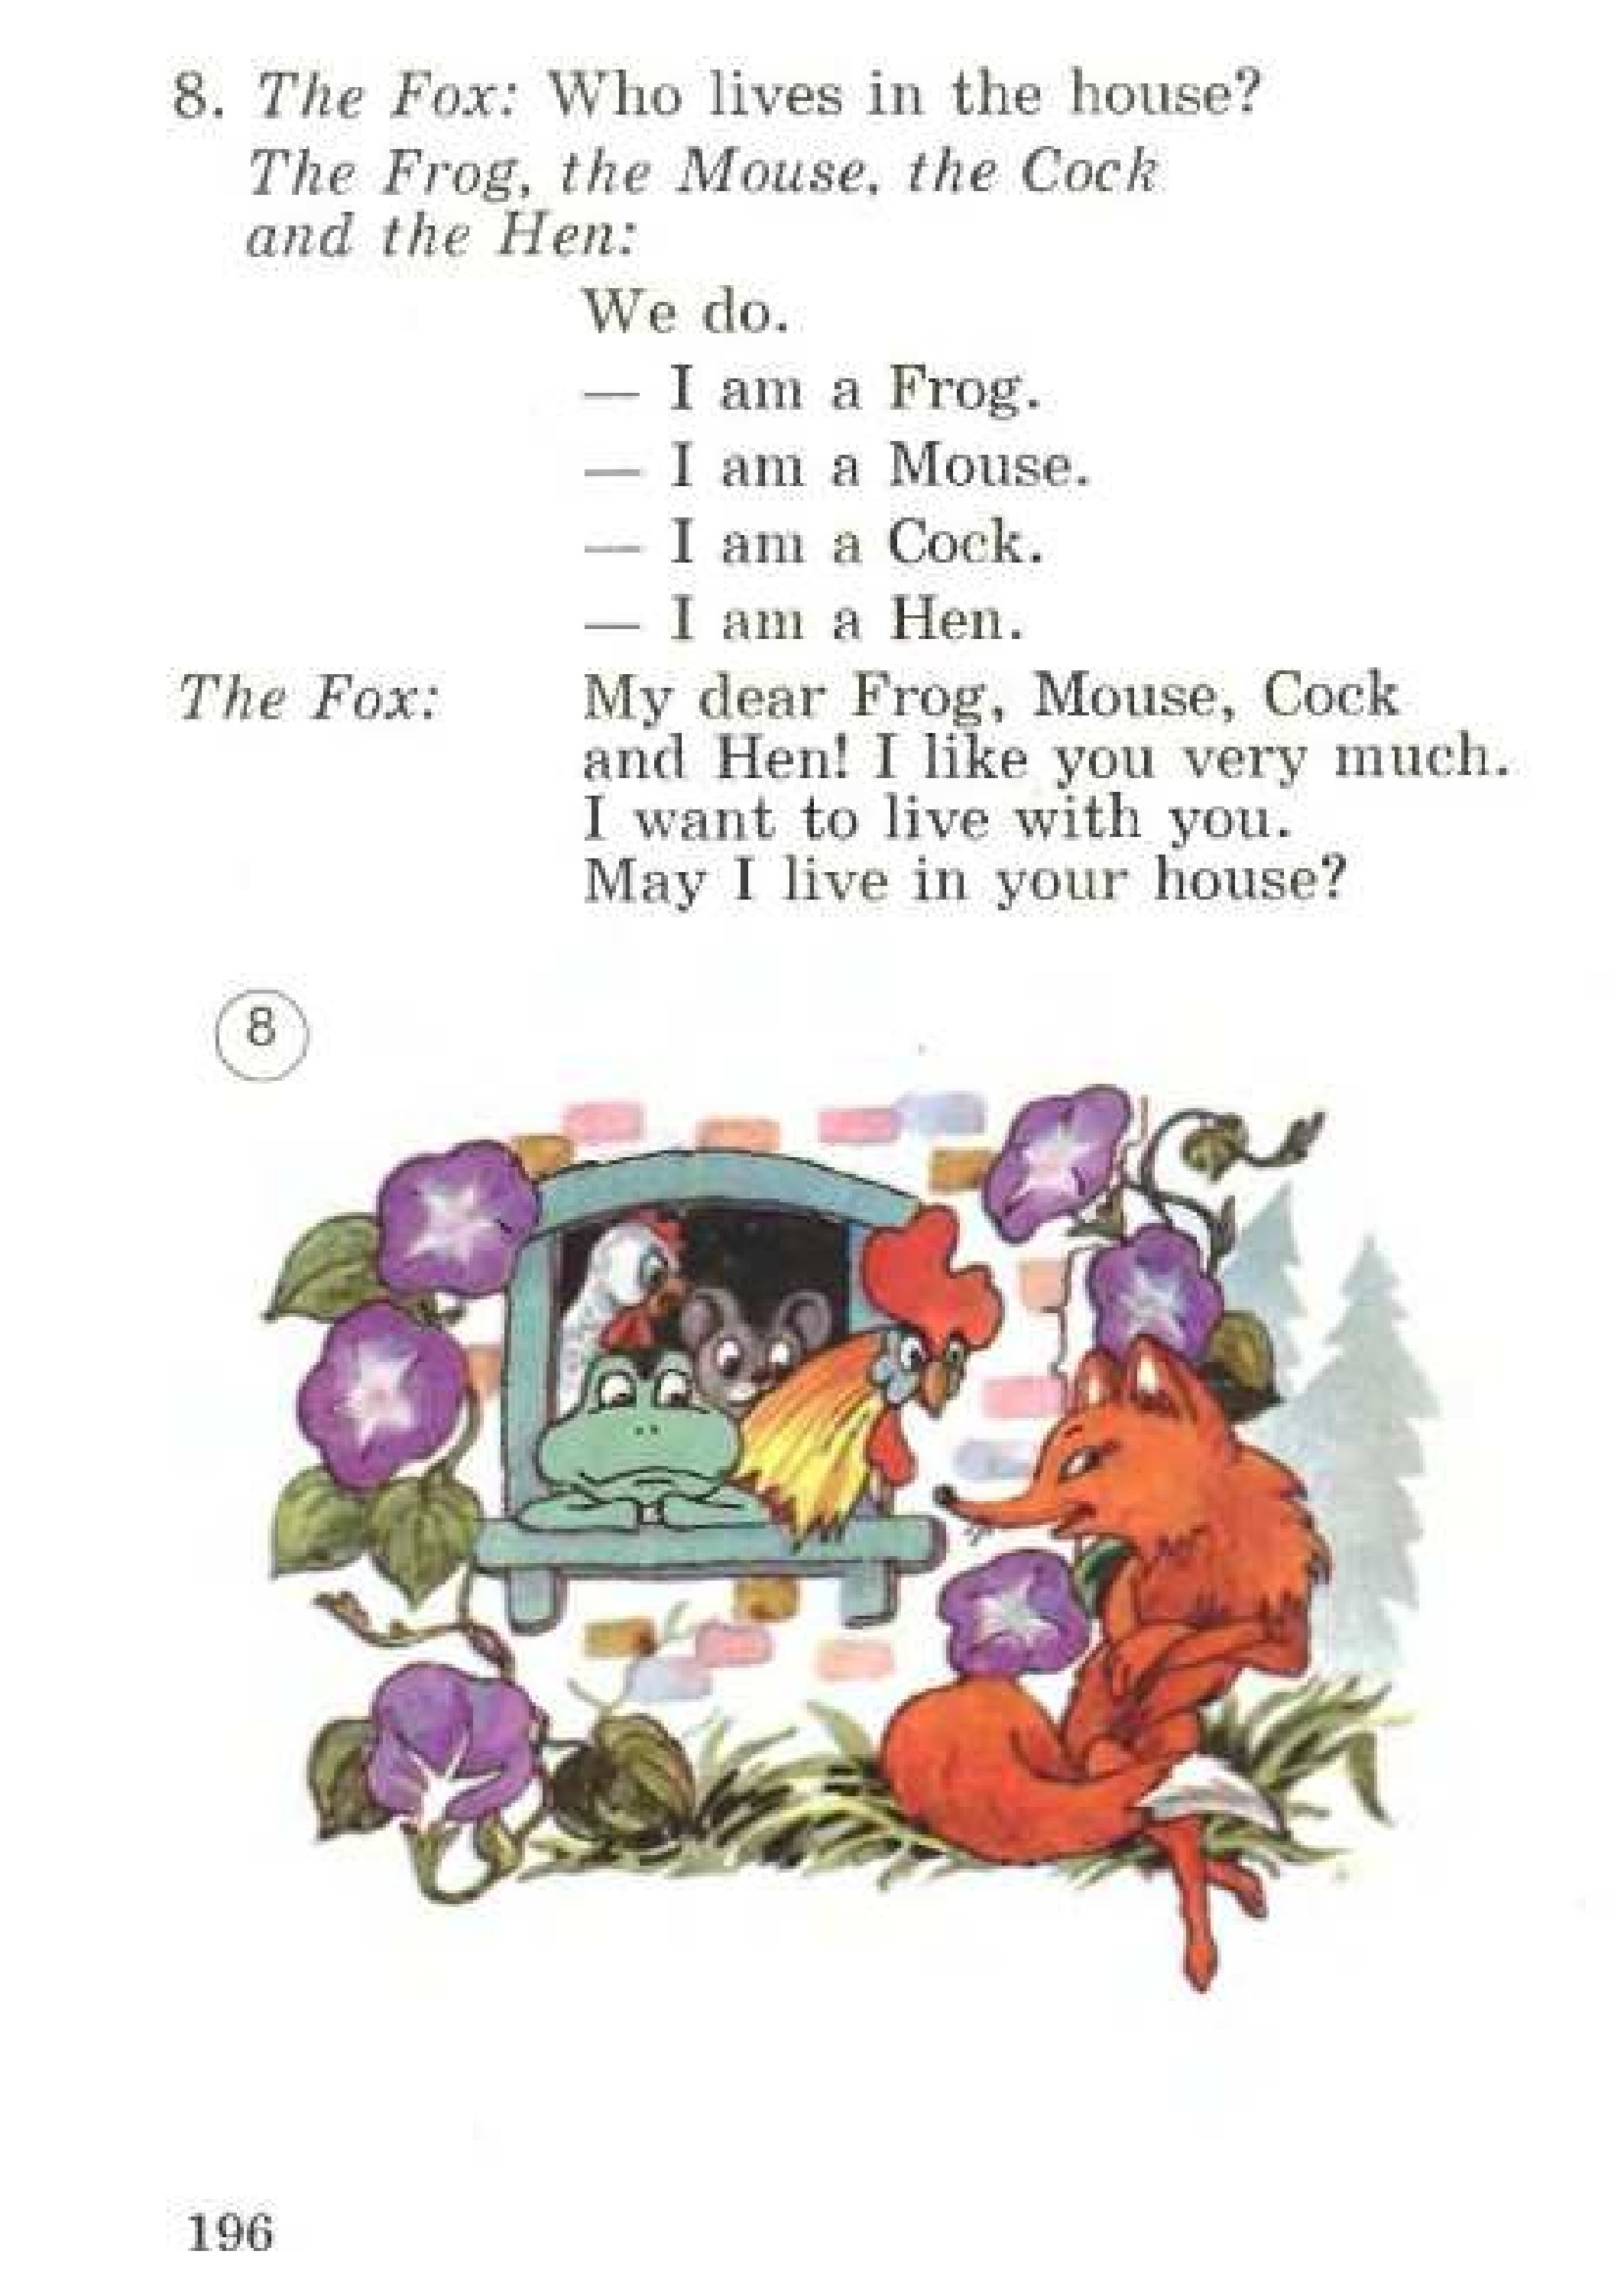 8. The Fox: Who lives in the house?
The Frog, the Mouse, the Cock
and the Hen:
We do.
— I am a Frog.
— I am a Mouse.
— I am a Cock.
— I am a Hen.
The Fox: My dear Frog, Mouse, Cock
and Hen! I like you very much.
I want to live with you.
May I live in your house?
8
196